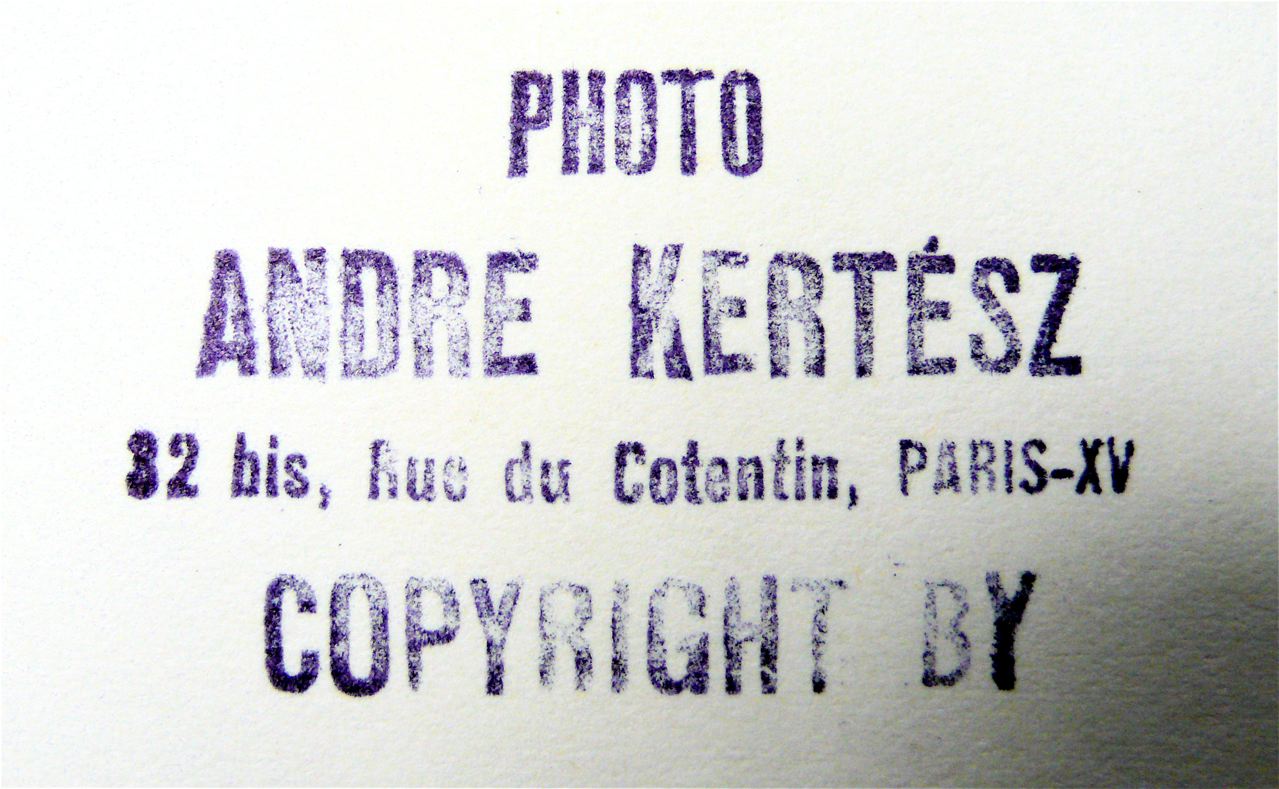 PHOTO
ANDRE KERTÉSZ
32 bis, Rue du Cotentin, PARIS-XV
COPYRIGHT BY